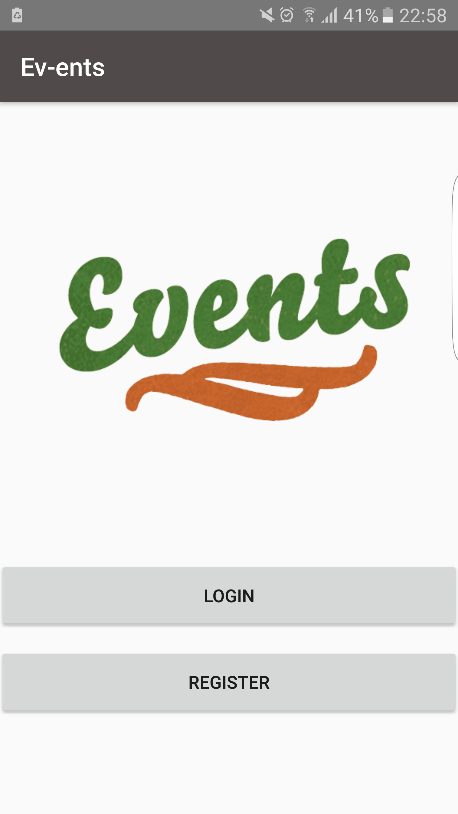 41% 22:58
Ev-ents
Events
LOGIN
REGISTER